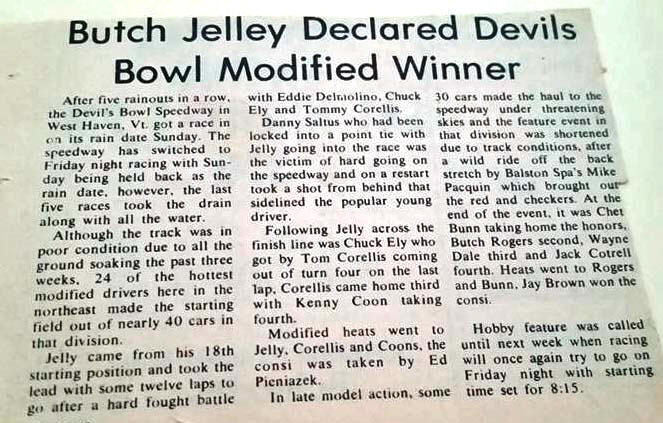 Butch Jelley Declared Devils
Bowl Modified Winner
After five rainouts in a row,
the Devil's Bowl Speedway in
West Haven, Vt. got a race in
on its rain date Sunday. The
speedway has switched to
Friday night racing with Sun-
day being held back as the
rain date, however, the last
five races took the drain
along with all the water.
Although the track was in
poor condition due to all the
ground soaking the past three
weeks, 24 of the hottest
modified drivers here in the
northeast made the starting
field out of nearly 40 cars in
that division.
Jelly came from his 18th
starting position and took the
lead with some twelve laps to
go after a hard fought battle
with Eddie Delmolino, Chuck
Ely and Tommy Corellis.
Danny Saltus who had been
locked into a point tie with
Jelly going into the race was
the victim of hard going on
the speedway and on a restart
took a shot from behind that
sidelined the popular young
driver.
Following Jelly across the
finish line was Chuck Ely who
got by Tom Corellis coming
out of turn four on the last
lap, Corellis came home third
with Kenny Coon taking
fourth.
Modified heats went to
Jelly, Corellis and Coons, the
consi was taken by Ed
Pieniazek.
In late model action, some
30 cars made the haul to the
speedway under threatening
skies and the feature event in
that division was shortened
due to track conditions, after
a wild ride off the back
stretch by Balston Spa's Mike
Pacquin which brought out
the red and checkers. At the
end of the event, it was Chet
Bunn taking home the honors,
Butch Rogers second, Wayne
Dale third and Jack Cotrell
fourth. Heats went to Rogers
and Bunn, Jay Brown won the
consi.
Hobby feature was called
until next week when racing
will once again try to go on
Friday night with starting
time set for 8:15.